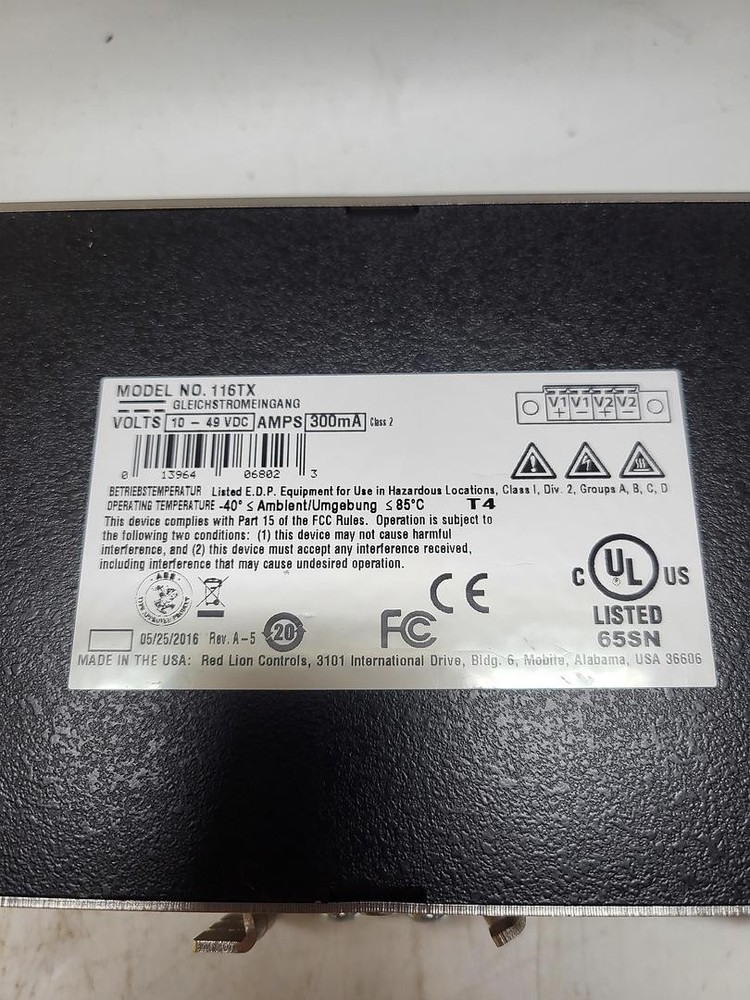 MODEL NO. 116TX
GLEICHSTROMEINGANG
VOLTS 10 - 49 VDC AMPS 300mA Class 2
V1 V1 V2 V2
+ - + -
0 13964 06802 3
BETRIEBSTEMPERATUR Listed E.D.P. Equipment for Use in Hazardous Locations, Class I, Div. 2, Groups A, B, C, D
OPERATING TEMPERATURE -40° ≤ Ambient/Umgebung ≤ 85°C T4
This device complies with Part 15 of the FCC Rules. Operation is subject to
the following two conditions: (1) this device may not cause harmful
interference, and (2) this device must accept any interference received,
including interference that may cause undesired operation.
ABS
TYPE APPROVED PRODUCT
CE
C UL US
LISTED
65SN
FC
05/25/2016 Rev. A-5 20
MADE IN THE USA: Red Lion Controls, 3101 International Drive, Bldg. 6, Mobile, Alabama, USA 36606